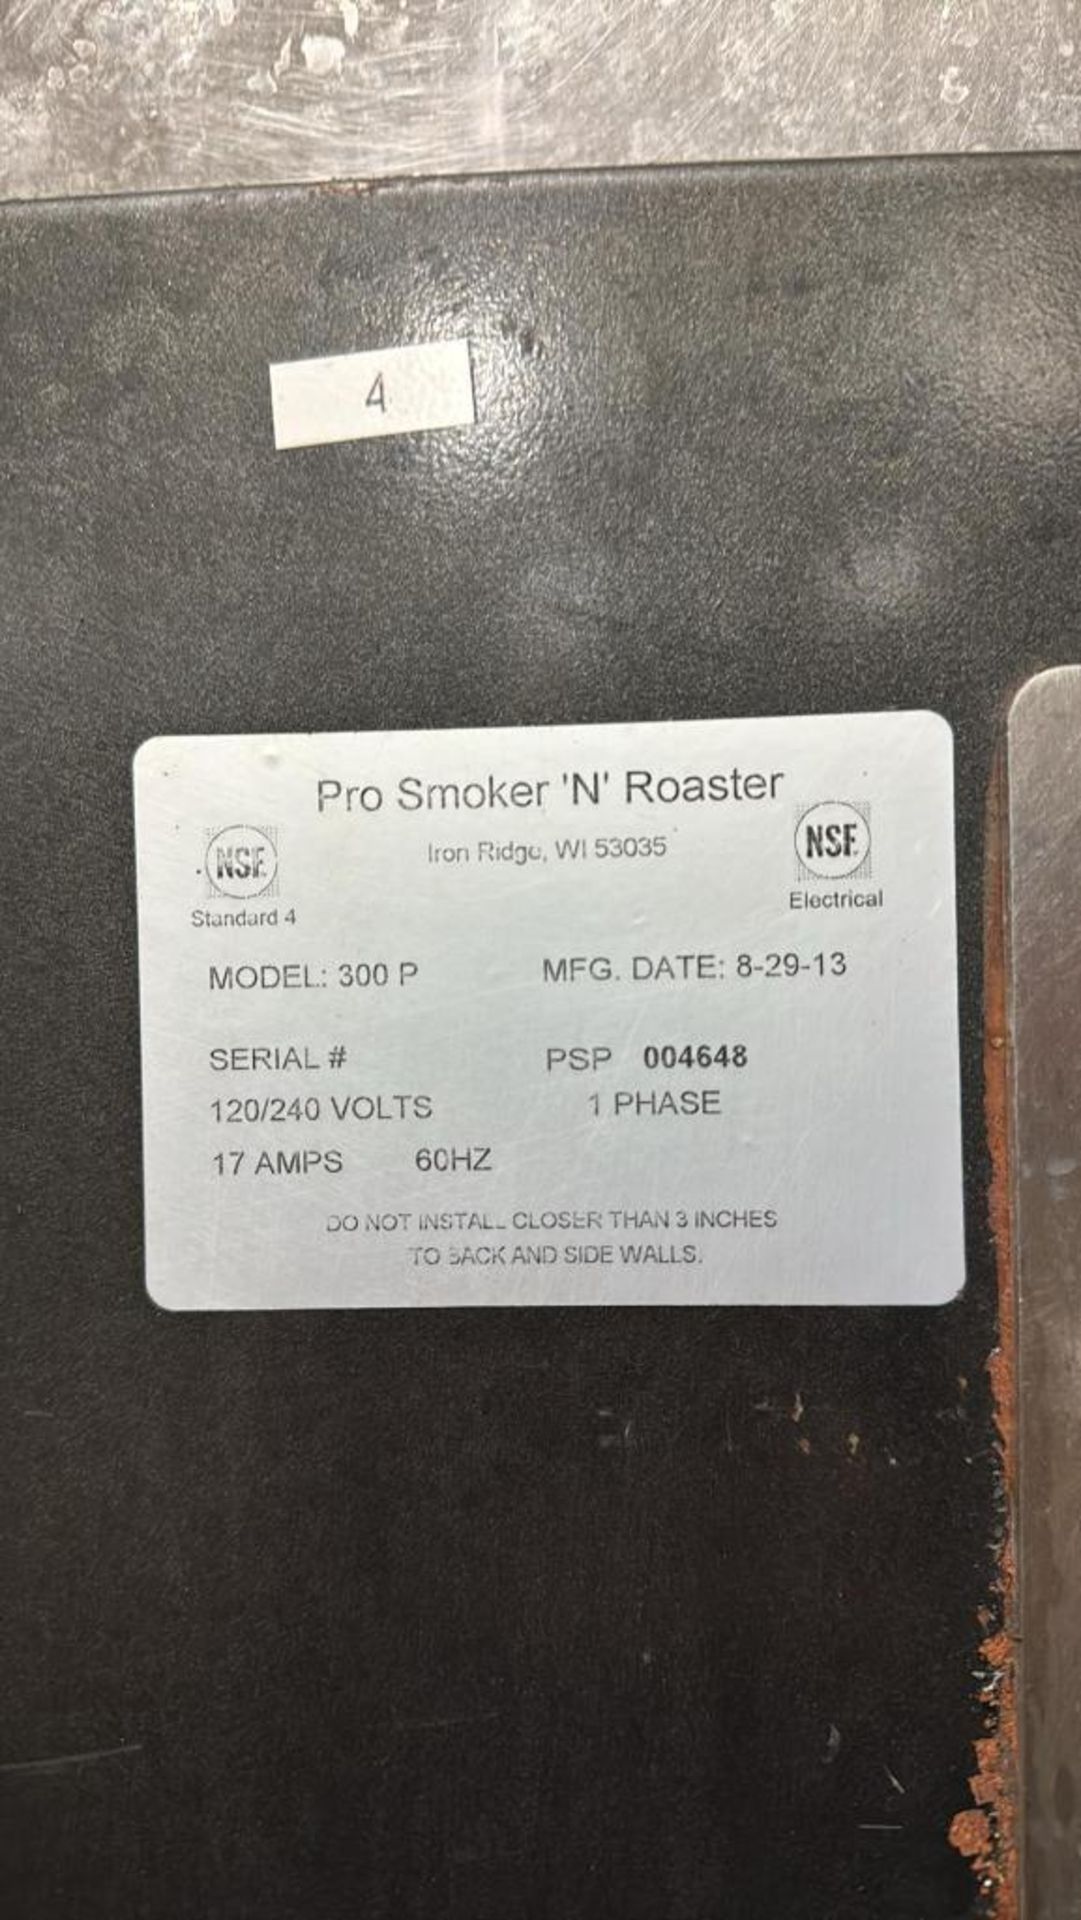 4
Pro Smoker 'N' Roaster
Iron Ridge, WI 53035
NSF
NSF
Standard 4
Electrical
MODEL: 300 P MFG. DATE: 8-29-13
SERIAL # PSP 004648
120/240 VOLTS 1 PHASE
17 AMPS 60HZ
DO NOT INSTALL CLOSER THAN 3 INCHES
TO BACK AND SIDE WALLS.